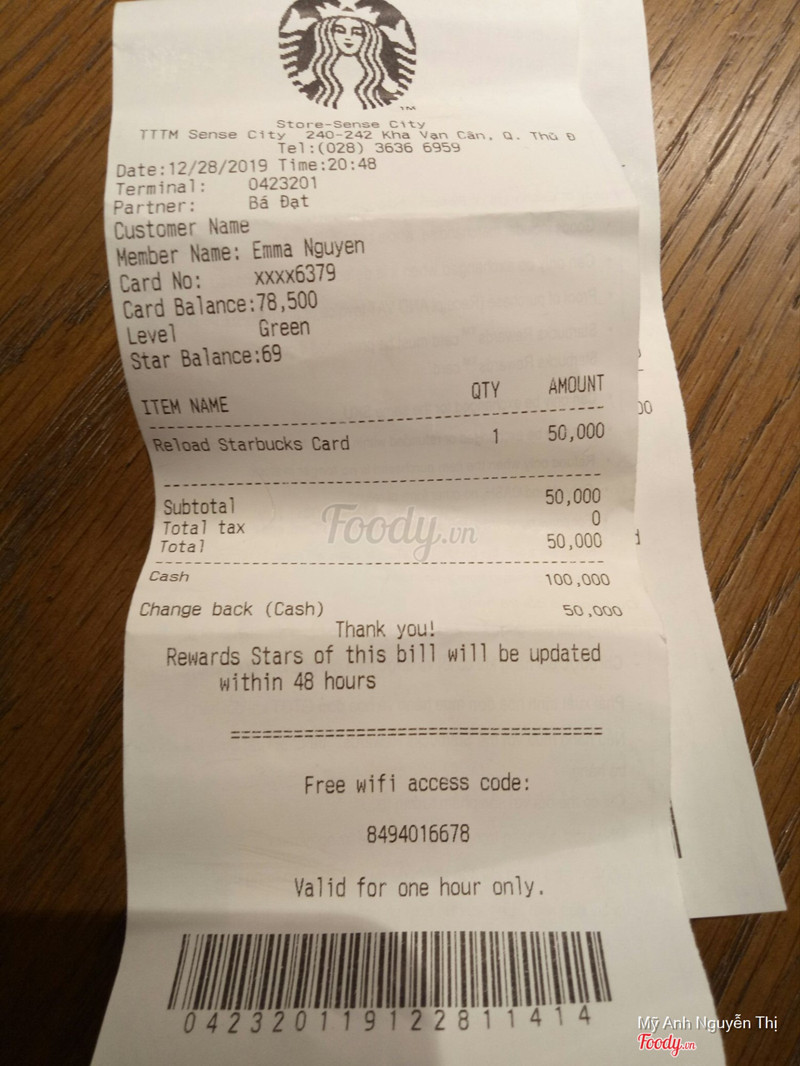 TM
Store-Sense City
TTTM Sense City 240-242 Kha Vạn Cân, Q. Thủ Đ
Tel:(028) 3636 6959
Date:12/28/2019 Time:20:48
Terminal: 0423201
Partner: Bá Đạt
Customer Name
Member Name: Emma Nguyen
Card No: xxxx6379
Card Balance:78,500
Level Green
Star Balance:69
ITEM NAME QTY AMOUNT
Reload Starbucks Card 1 50,000
Subtotal 50,000
Total tax 0
Total 50,000
Cash 100,000
Change back (Cash) 50,000
Thank you!
Rewards Stars of this bill will be updated
within 48 hours
Free wifi access code:
8494016678
Valid for one hour only.
042320119122811414
Foody.vn
Mỹ Anh Nguyễn Thị
Foody.vn